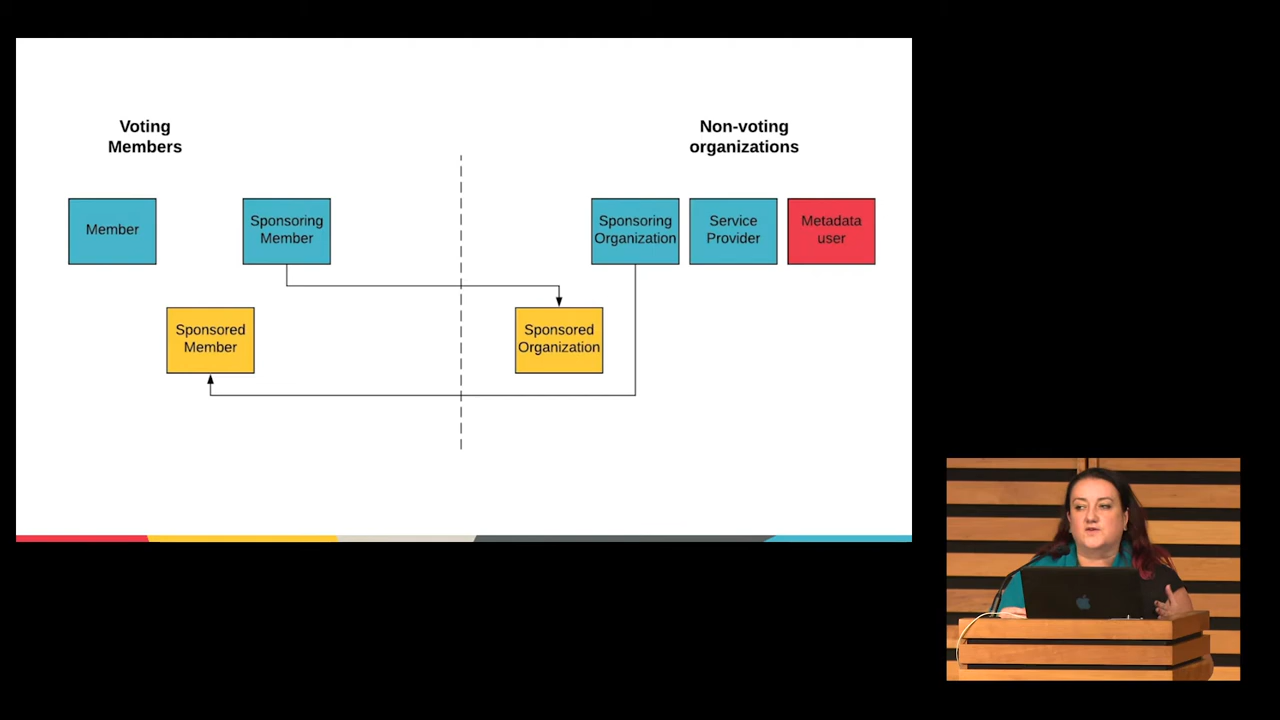 Voting
Members
Non-voting
organizations
Member
Sponsoring
Member
Sponsoring
Organization
Service
Provider
Metadata
user
Sponsored
Member
Sponsored
Organization